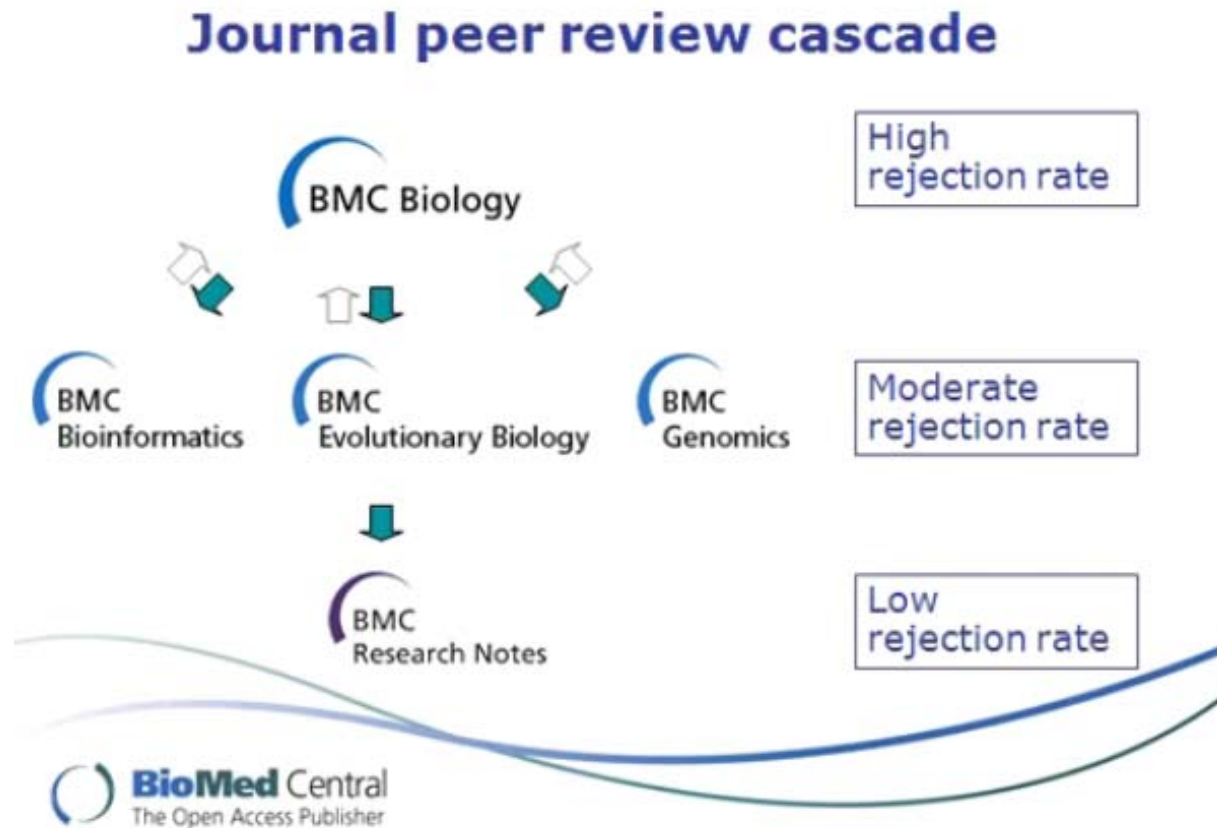 Journal peer review cascade
High
rejection rate
BMC Biology
BMC
Bioinformatics
BMC
Evolutionary Biology
BMC
Genomics
Moderate
rejection rate
BMC
Research Notes
Low
rejection rate
BioMed Central
The Open Access Publisher